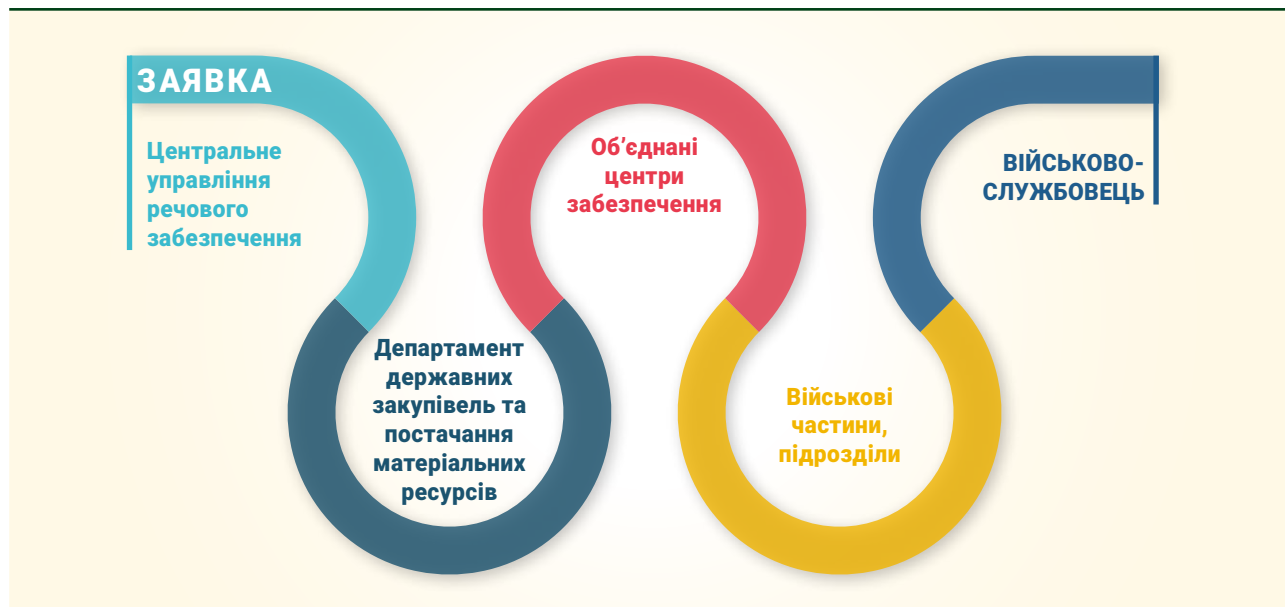 ЗАЯВКА
Центральне
управління
речового
забезпечення
Департамент
державних
закупівель та
постачання
матеріальних
ресурсів
Об’єднані
центри
забезпечення
Військові
частини,
підрозділи
ВІЙСЬКОВО-
СЛУЖБОВЕЦЬ